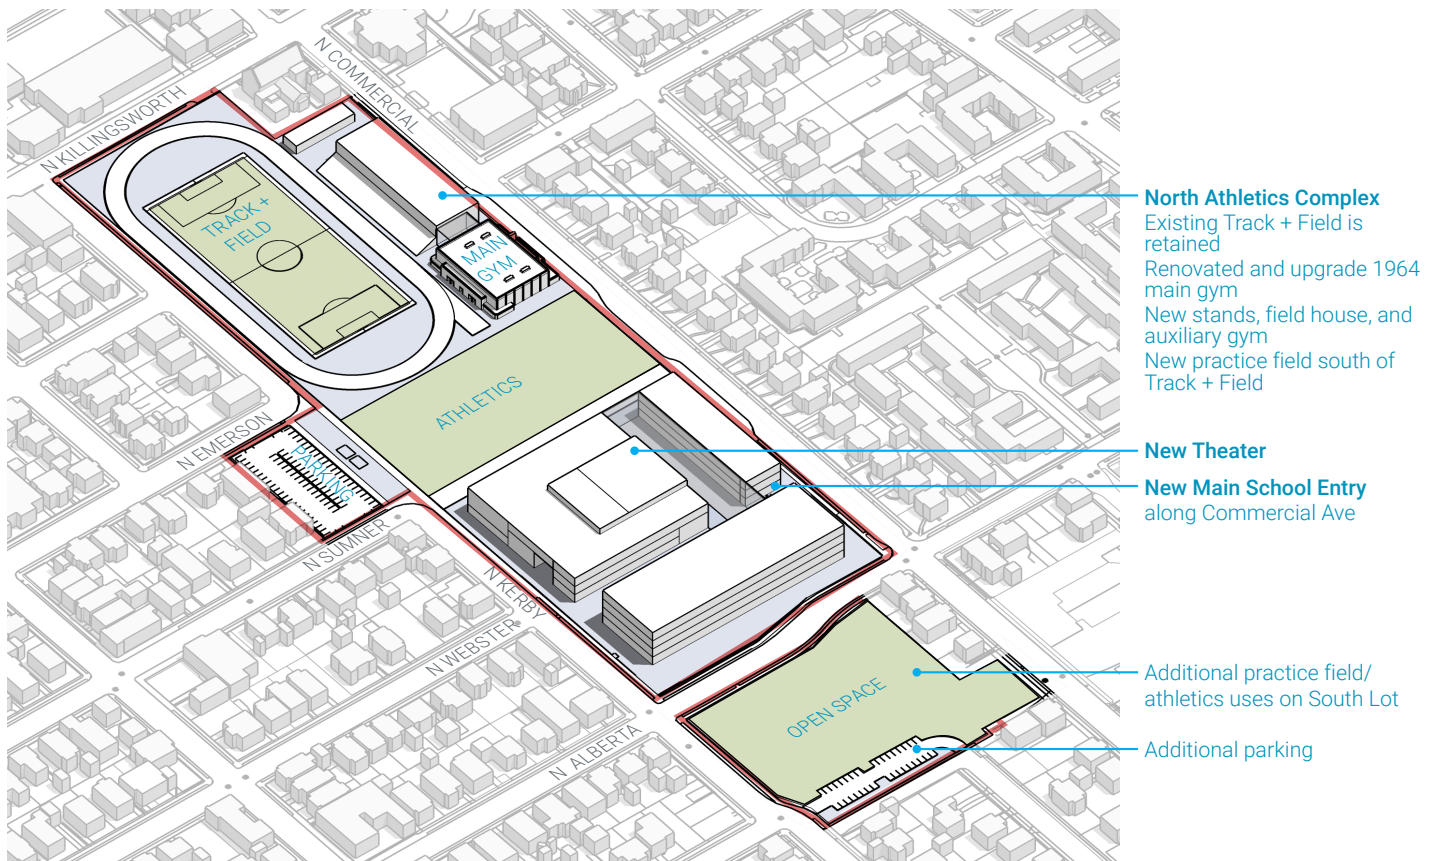 N COMMERCIAL
N KILLINGSWORTH
TRACK +
FIELD
MAIN
GYM
ATHLETICS
N EMERSON
PARKING
N SUMNER
N KERBY
N WEBSTER
N ALBERTA
OPEN SPACE
North Athletics Complex
Existing Track + Field is
retained
Renovated and upgrade 1964
main gym
New stands, field house, and
auxiliary gym
New practice field south of
Track + Field
New Theater
New Main School Entry
along Commercial Ave
Additional practice field/
athletics uses on South Lot
Additional parking